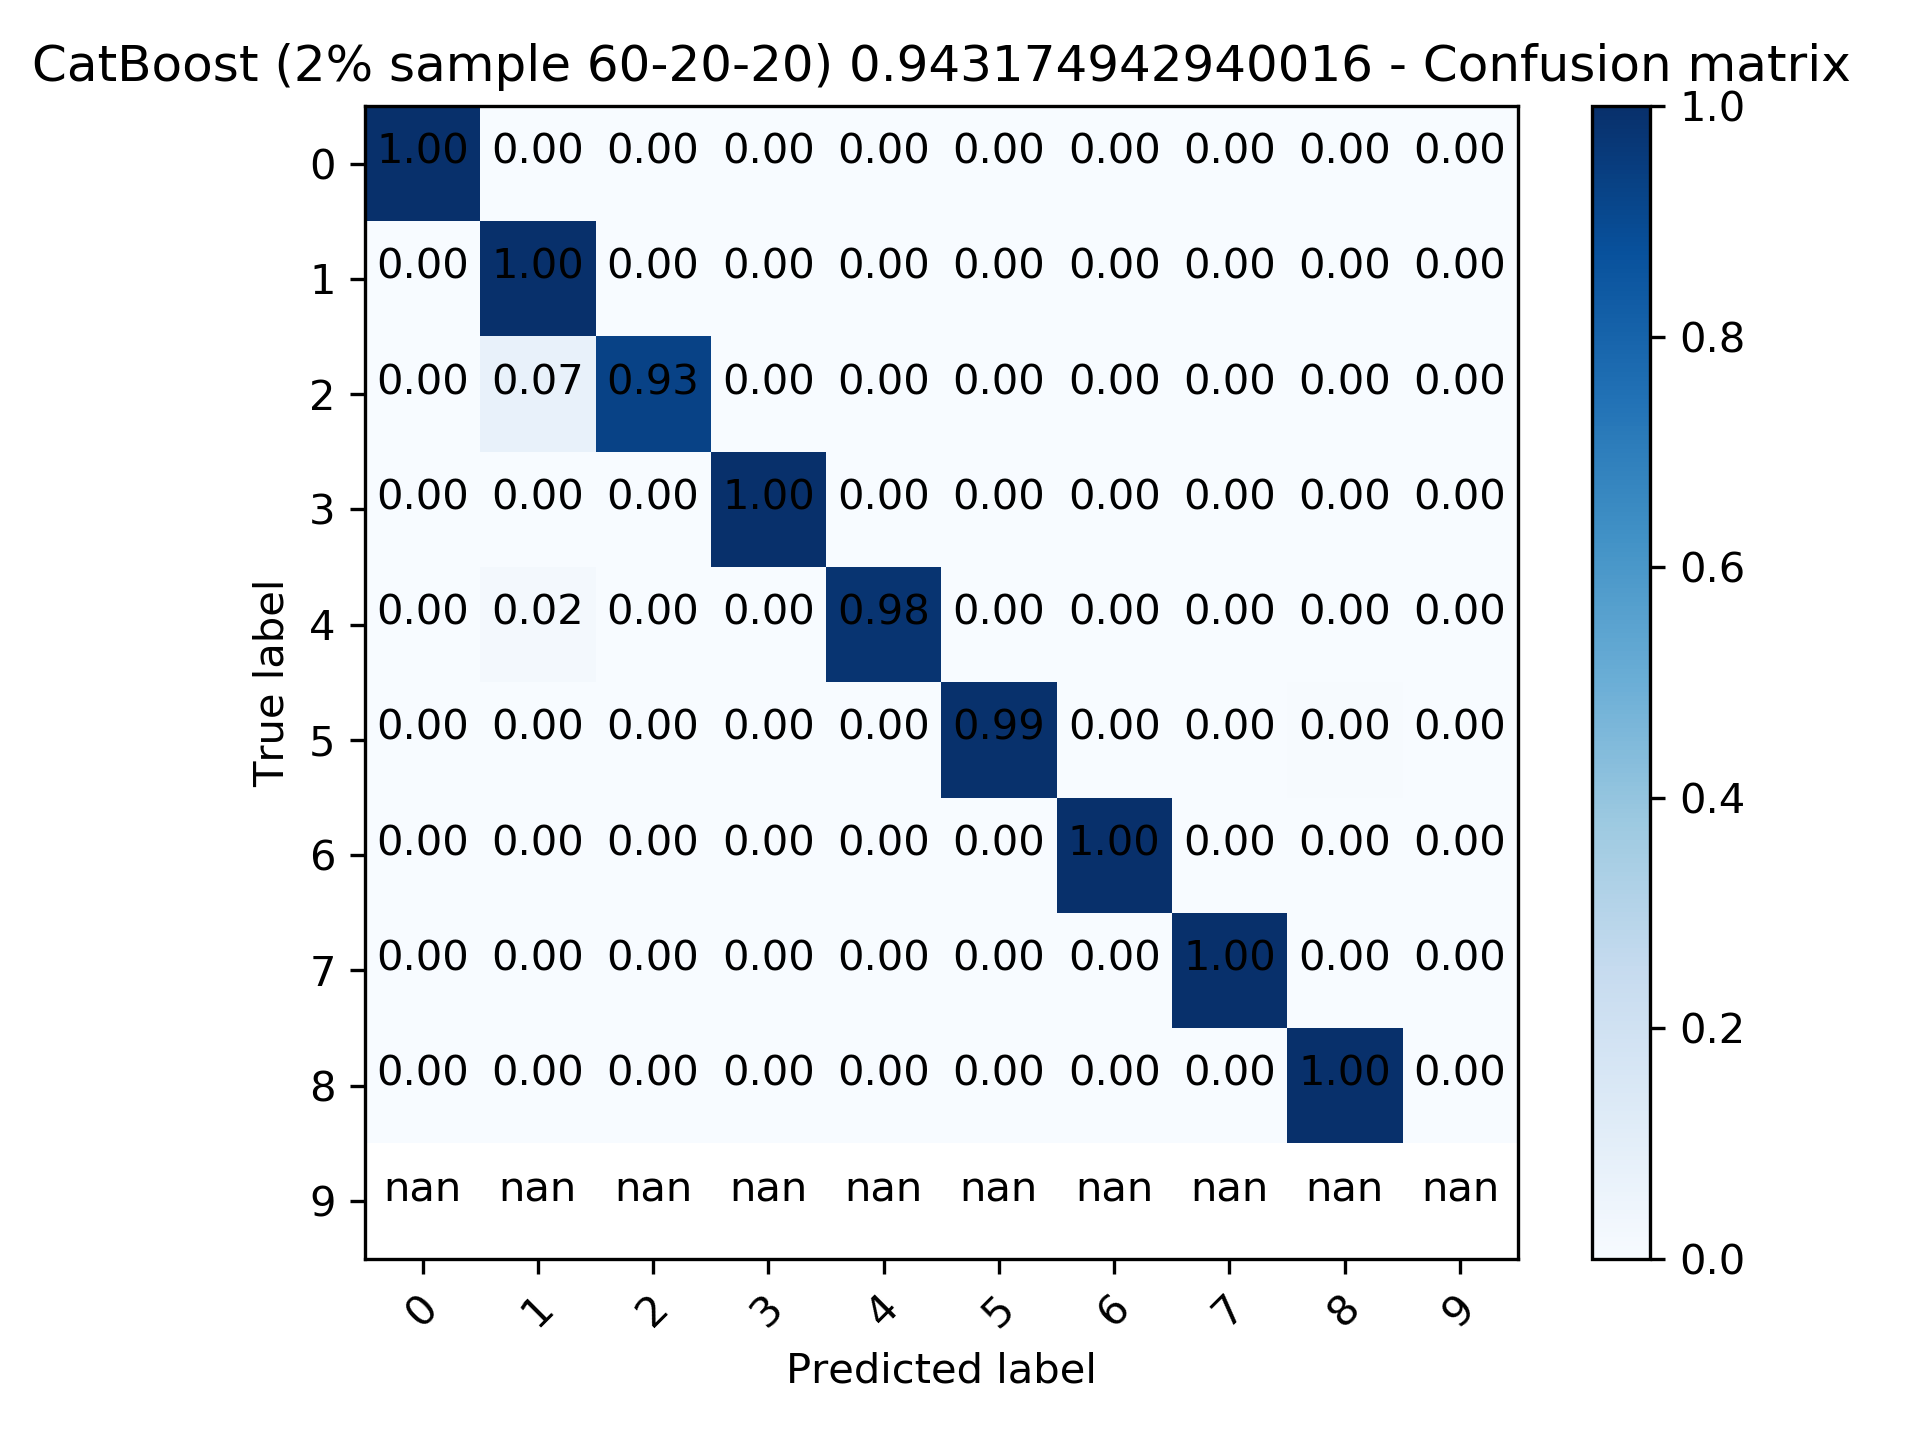 CatBoost (2% sample 60-20-20) 0.943174942940016 - Confusion matrix
1.0
0 1.00 0.00 0.00 0.00 0.00 0.00 0.00 0.00 0.00 0.00
1 0.00 1.00 0.00 0.00 0.00 0.00 0.00 0.00 0.00 0.00
0.8
2 0.00 0.07 0.93 0.00 0.00 0.00 0.00 0.00 0.00 0.00
3 0.00 0.00 0.00 1.00 0.00 0.00 0.00 0.00 0.00 0.00
0.6
4 0.00 0.02 0.00 0.00 0.98 0.00 0.00 0.00 0.00 0.00
True label
5 0.00 0.00 0.00 0.00 0.00 0.99 0.00 0.00 0.00 0.00
0.4
6 0.00 0.00 0.00 0.00 0.00 0.00 1.00 0.00 0.00 0.00
7 0.00 0.00 0.00 0.00 0.00 0.00 0.00 1.00 0.00 0.00
0.2
8 0.00 0.00 0.00 0.00 0.00 0.00 0.00 0.00 1.00 0.00
9 nan nan nan nan nan nan nan nan nan nan
0.0
0 1 2 3 4 5 6 7 8 9
Predicted label